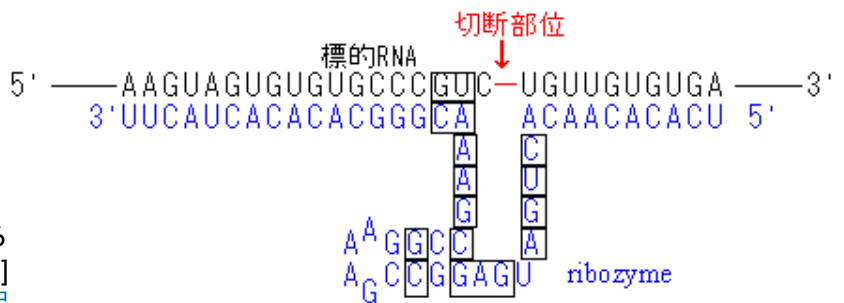 切断部位
標的RNA
5' AAGUAGUGUGUGCCCGUC UGUUGUGUGA 3'
3'UUCAUCACACACGGGCA ACAACACACU 5'
A C
A U
G G
AAGGCC A
AGCCGGAGU ribozyme
]